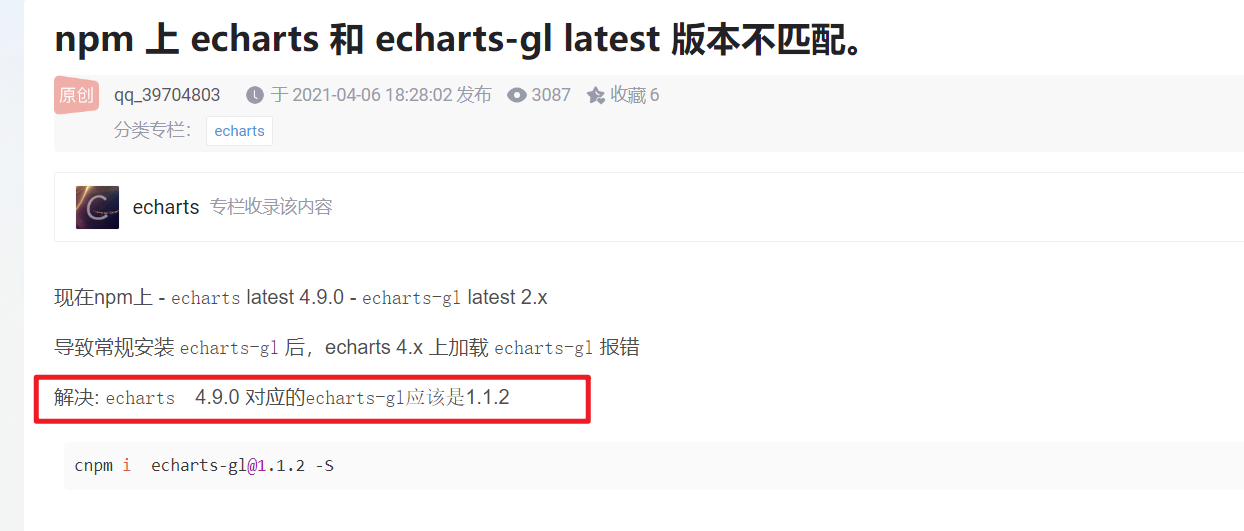 npm 上 echarts 和 echarts-gl latest 版本不匹配。
原创 qq_39704803 于 2021-04-06 18:28:02 发布 3087 收藏 6
分类专栏： echarts
C echarts 专栏收录该内容
现在npm上 - echarts latest 4.9.0 - echarts-gl latest 2.x
导致常规安装 echarts-gl 后，echarts 4.x 上加载 echarts-gl 报错
解决: echarts 4.9.0 对应的echarts-gl应该是1.1.2
cnpm i echarts-gl@1.1.2 -S